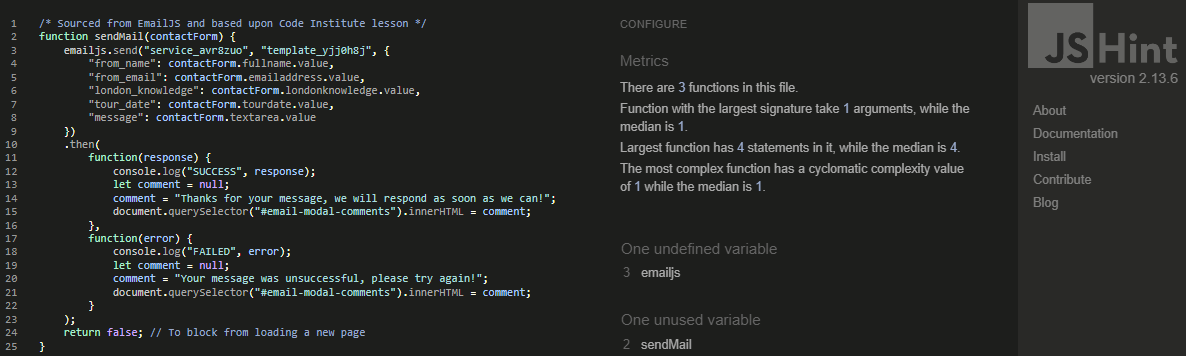 1 /* Sourced from EmailJS and based upon Code Institute lesson */
2 function sendMail(contactForm) {
3 emailjs.send("service_avr8zuo", "template_yjj0h8j", {
4 "from_name": contactForm.fullname.value,
5 "from_email": contactForm.emailaddress.value,
6 "london_knowledge": contactForm.londonknowledge.value,
7 "tour_date": contactForm.tourdate.value,
8 "message": contactForm.textarea.value
9 })
10 .then(
11 function(response) {
12 console.log("SUCCESS", response);
13 let comment = null;
14 comment = "Thanks for your message, we will respond as soon as we can!";
15 document.querySelector("#email-modal-comments").innerHTML = comment;
16 },
17 function(error) {
18 console.log("FAILED", error);
19 let comment = null;
20 comment = "Your message was unsuccessful, please try again!";
21 document.querySelector("#email-modal-comments").innerHTML = comment;
22 }
23 );
24 return false; // To block from loading a new page
25 }
CONFIGURE
Metrics
There are 3 functions in this file.
Function with the largest signature take 1 arguments, while the
median is 1.
Largest function has 4 statements in it, while the median is 4.
The most complex function has a cyclomatic complexity value
of 1 while the median is 1.
One undefined variable
3 emailjs
One unused variable
2 sendMail
JSHint
version 2.13.6
About
Documentation
Install
Contribute
Blog